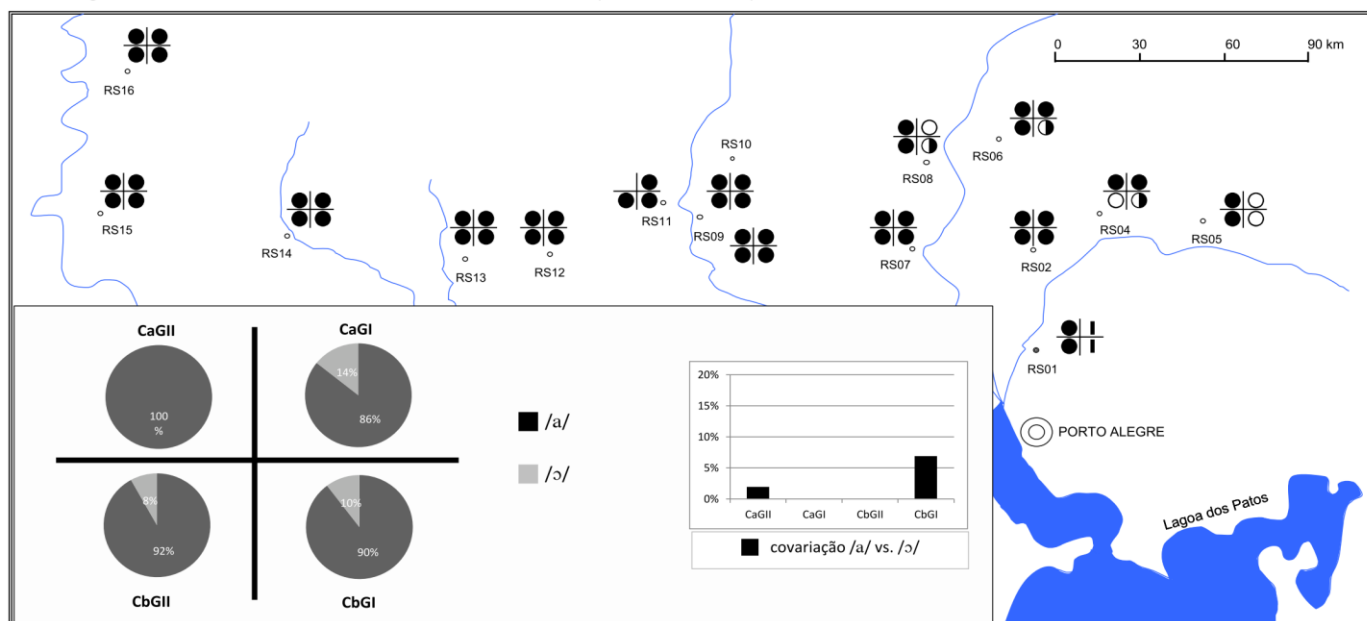 0 30 60 90 km
RS16
RS10
RS06
RS08
RS15
RS11
RS09
RS04
RS05
RS14
RS13
RS12
RS07
RS02
RS01
PORTO ALEGRE
Lagoa dos Patos
CaGII
CaGI
100
%
14%
86%
8%
92%
10%
90%
CbGII
CbGI
/a/
/ɔ/
20%
15%
10%
5%
0%
CaGII CaGI CbGII CbGI
covariação /a/ vs. /ɔ/